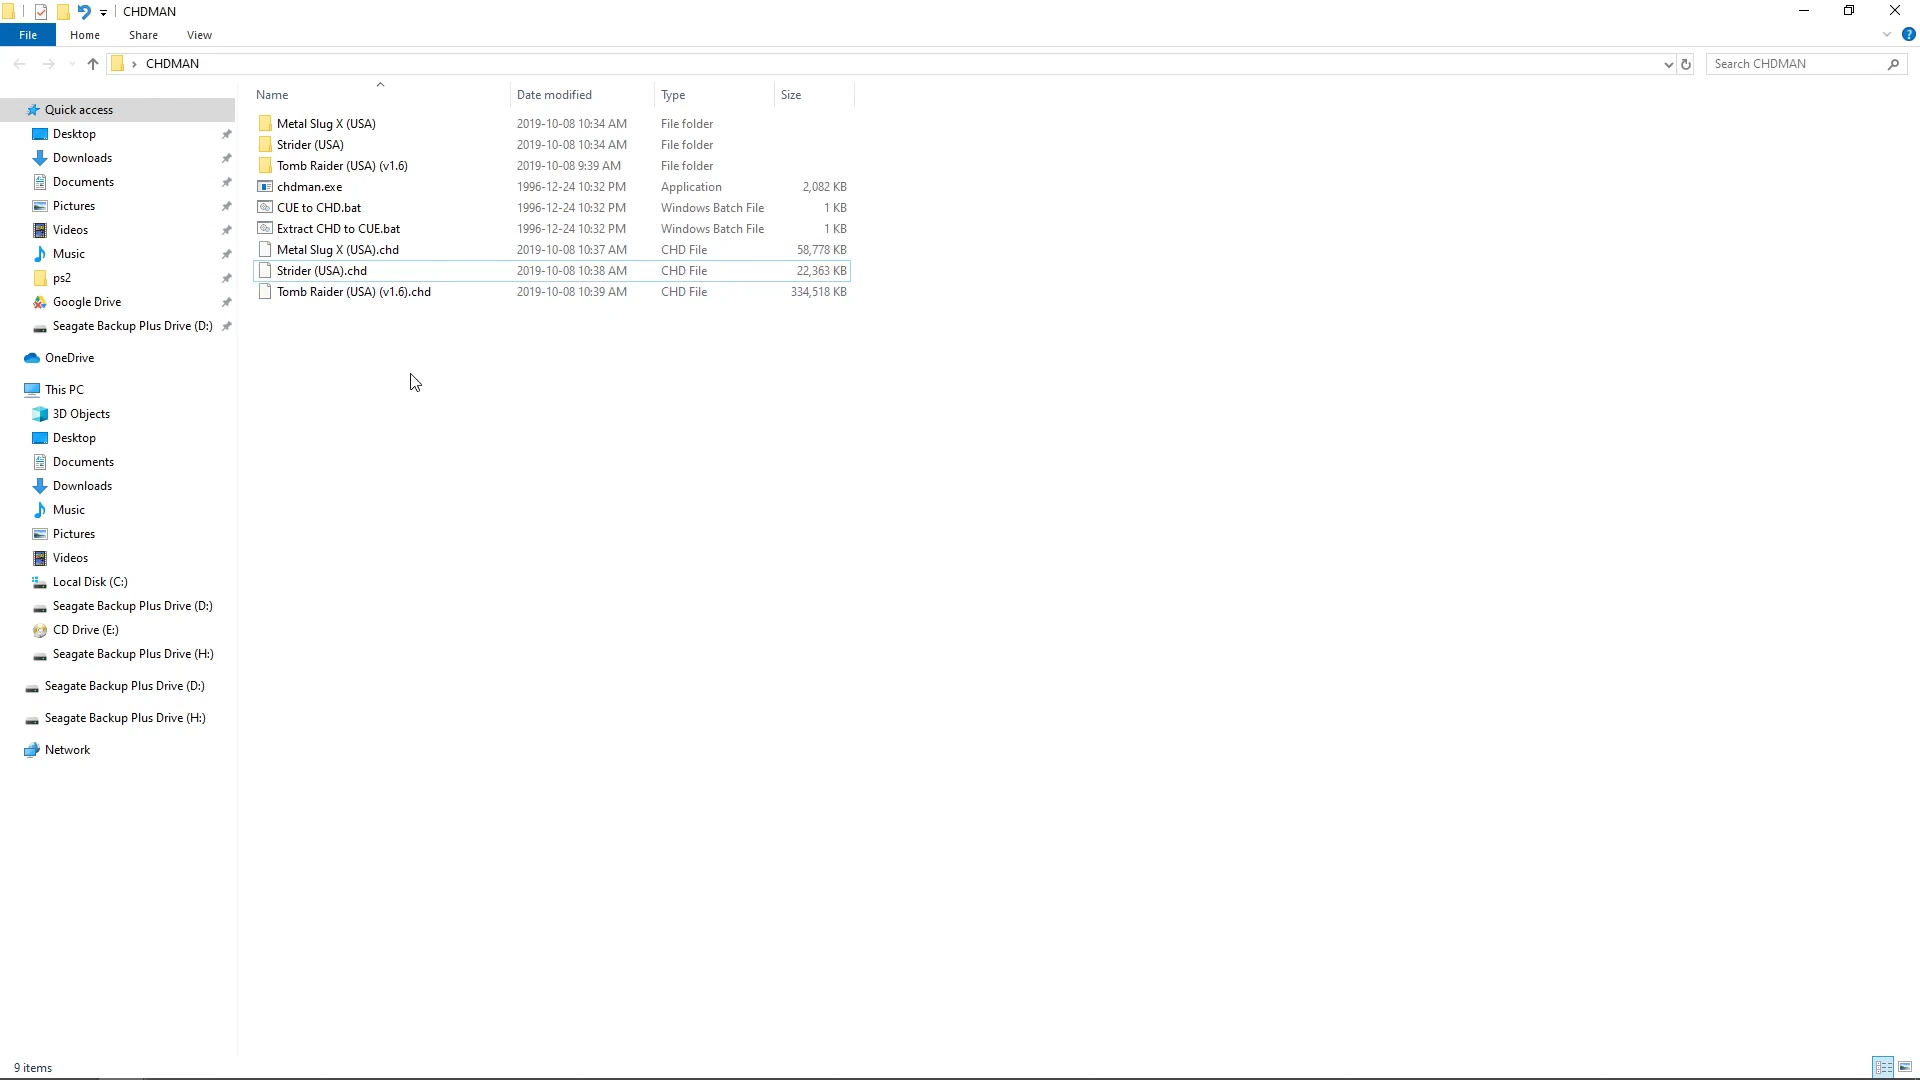 CHDMAN
File Home Share View
CHDMAN
Search CHDMAN
Name Date modified Type Size
Metal Slug X (USA) 2019-10-08 10:34 AM File folder
Strider (USA) 2019-10-08 10:34 AM File folder
Tomb Raider (USA) (v1.6) 2019-10-08 9:39 AM File folder
chdman.exe 1996-12-24 10:32 PM Application 2,082 KB
CUE to CHD.bat 1996-12-24 10:32 PM Windows Batch File 1 KB
Extract CHD to CUE.bat 1996-12-24 10:32 PM Windows Batch File 1 KB
Metal Slug X (USA).chd 2019-10-08 10:37 AM CHD File 58,778 KB
Strider (USA).chd 2019-10-08 10:38 AM CHD File 22,363 KB
Tomb Raider (USA) (v1.6).chd 2019-10-08 10:39 AM CHD File 334,518 KB
Quick access
Desktop
Downloads
Documents
Pictures
Videos
Music
ps2
Google Drive
Seagate Backup Plus Drive (D:)
OneDrive
This PC
3D Objects
Desktop
Documents
Downloads
Music
Pictures
Videos
Local Disk (C:)
Seagate Backup Plus Drive (D:)
CD Drive (E:)
Seagate Backup Plus Drive (H:)
Seagate Backup Plus Drive (D:)
Seagate Backup Plus Drive (H:)
Network
9 items